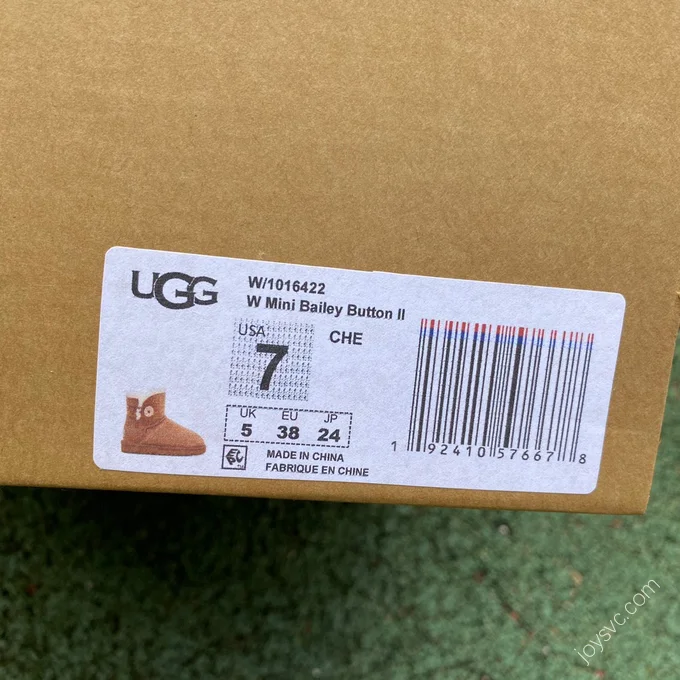 UGG
W/1016422
W Mini Bailey Button II
USA
7
CHE
UK EU JP
5 38 24
MADE IN CHINA
FABRIQUE EN CHINE
1 92410 57667 8
joysvc.com